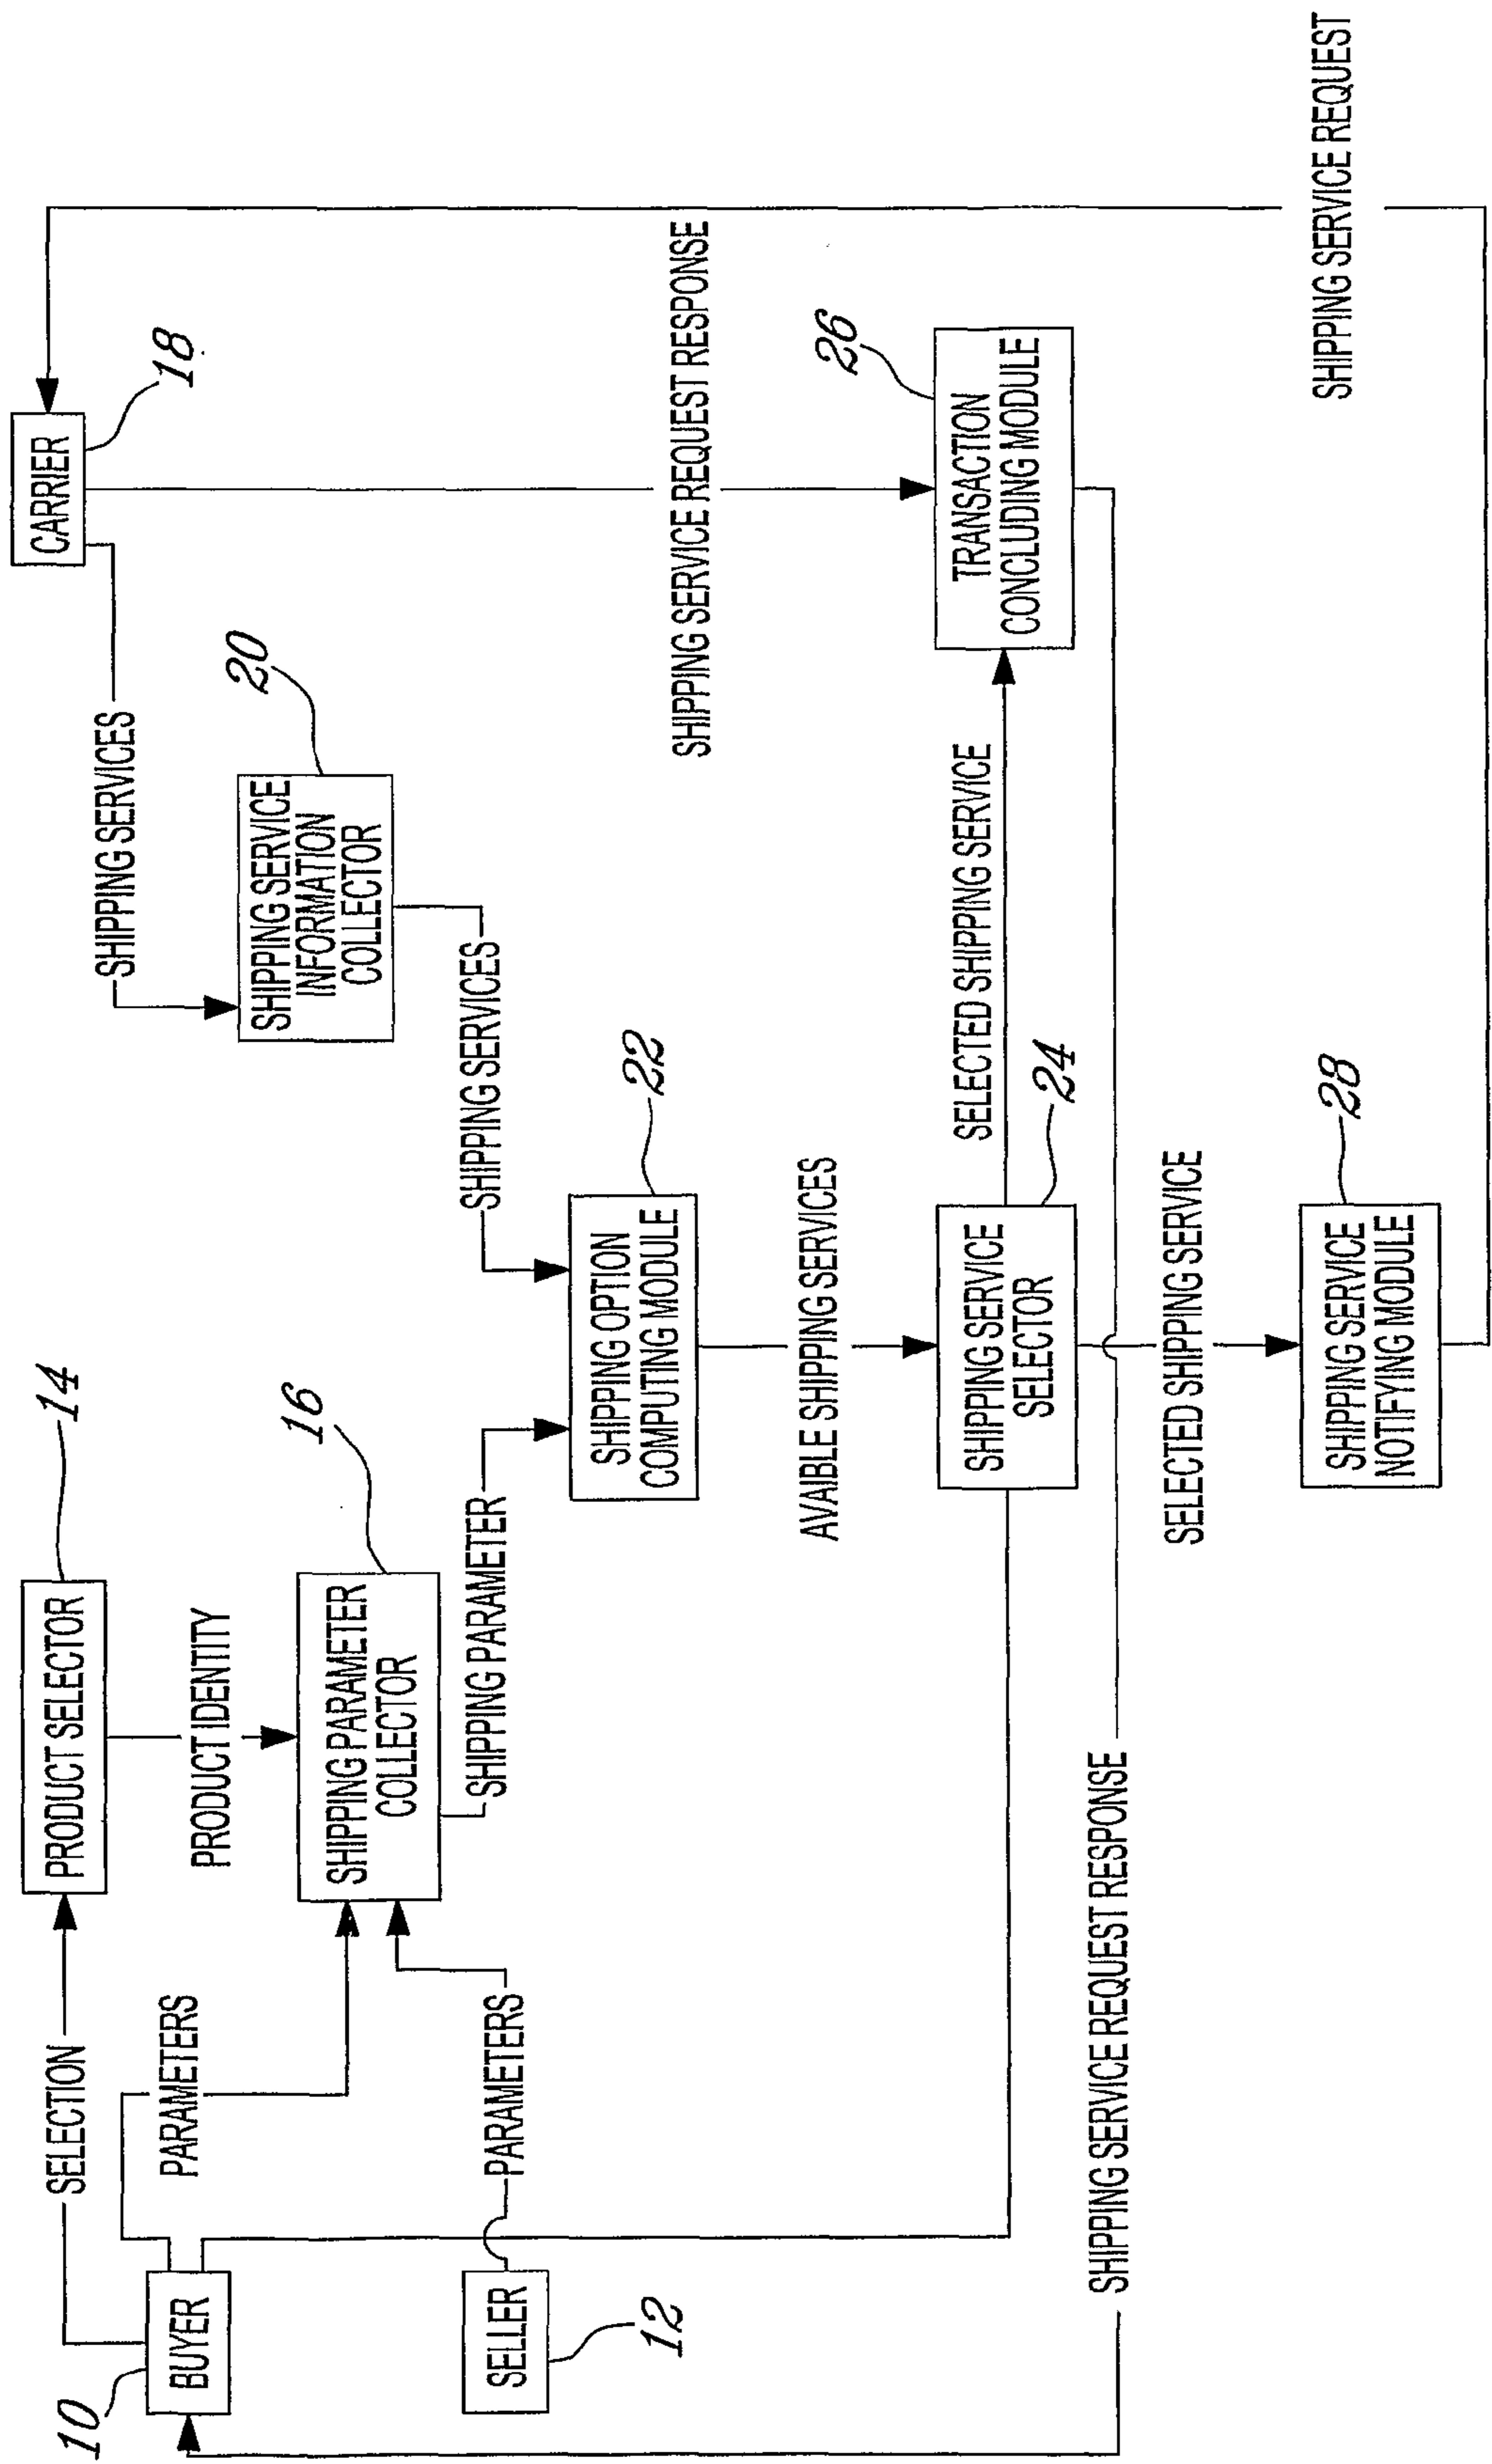 10
BUYER
SELECTION
PRODUCT SELECTOR
14
PARAMETERS
PRODUCT IDENTITY
SELLER
12
PARAMETERS
SHIPPING PARAMETER
COLLECTOR
16
SHIPPING PARAMETER
CARRIER
18
SHIPPING SERVICES
SHIPPING SERVICE
INFORMATION
COLLECTOR
20
SHIPPING SERVICES
SHIPPING OPTION
COMPUTING MODULE
22
AVAIBLE SHIPPING SERVICES
SHIPPING SERVICE REQUEST RESPONSE
SHIPPING SERVICE
SELECTOR
24
SELECTED SHIPPING SERVICE
TRANSACTION
CONCLUDING MODULE
26
SHIPPING SERVICE REQUEST RESPONSE
SELECTED SHIPPING SERVICE
SHIPPING SERVICE
NOTIFYING MODULE
28
SHIPPING SERVICE REQUEST